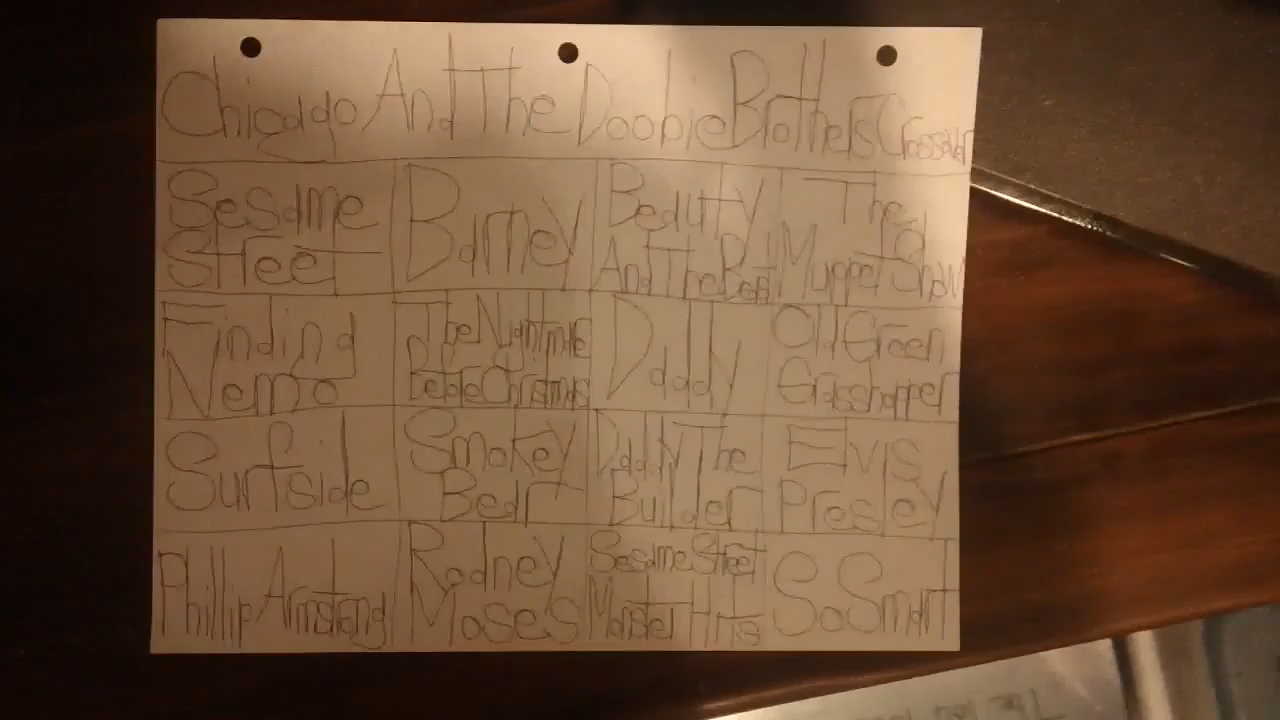 Chicago And The Doobie Brothers Crossover
Sesame
Street
Barney
Beauty
And The Beast
The
Muppet Show
Finding
Nemo
The Nightmare
Before Christmas
Daddy
Old Green
Grasshopper
Surfside
Smokey
Bear
Daddy The
Builder
Elvis
Presley
Phillip Armstrong
Rodney
Moses
Sesame Street
Monster Hits
So Smart